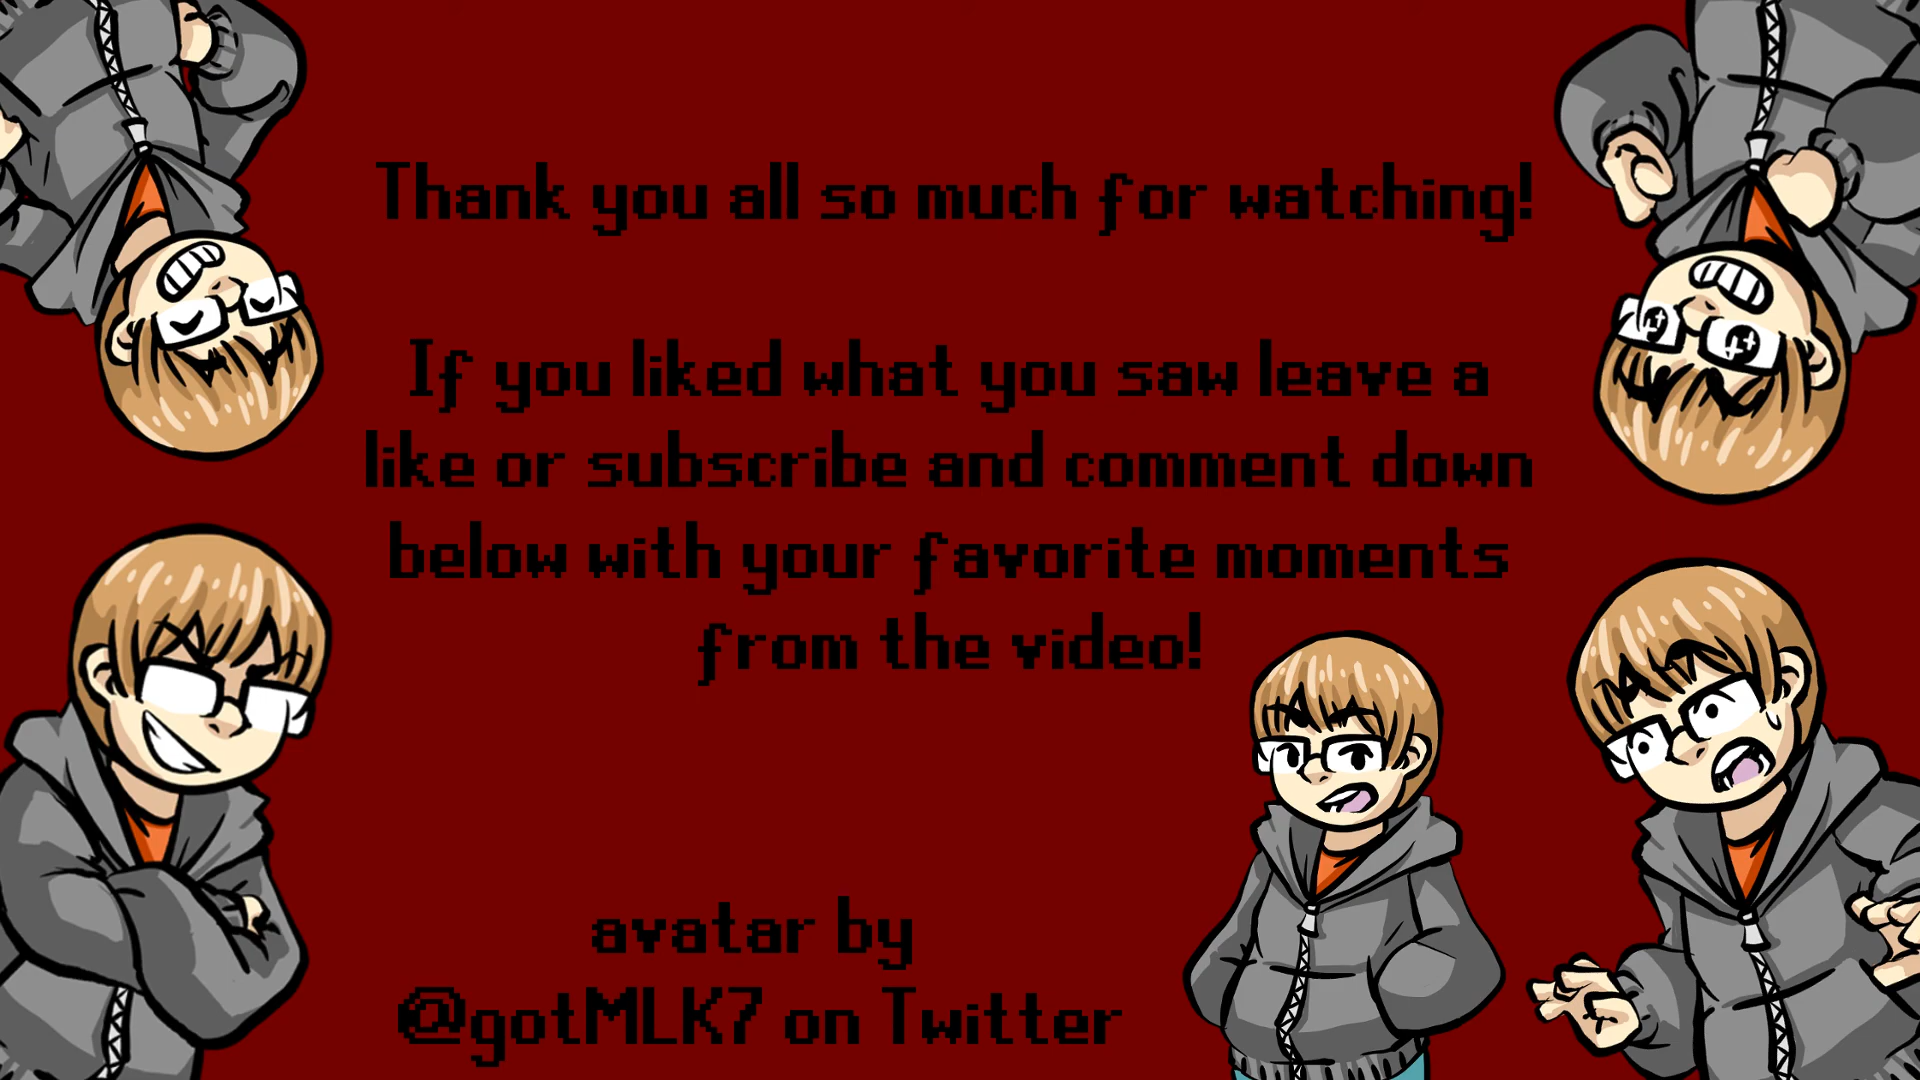 Thank you all so much for watching!
If you liked what you saw leave a
like or subscribe and comment down
below with your favorite moments
from the video!
avatar by
@gotMLK7 on Twitter